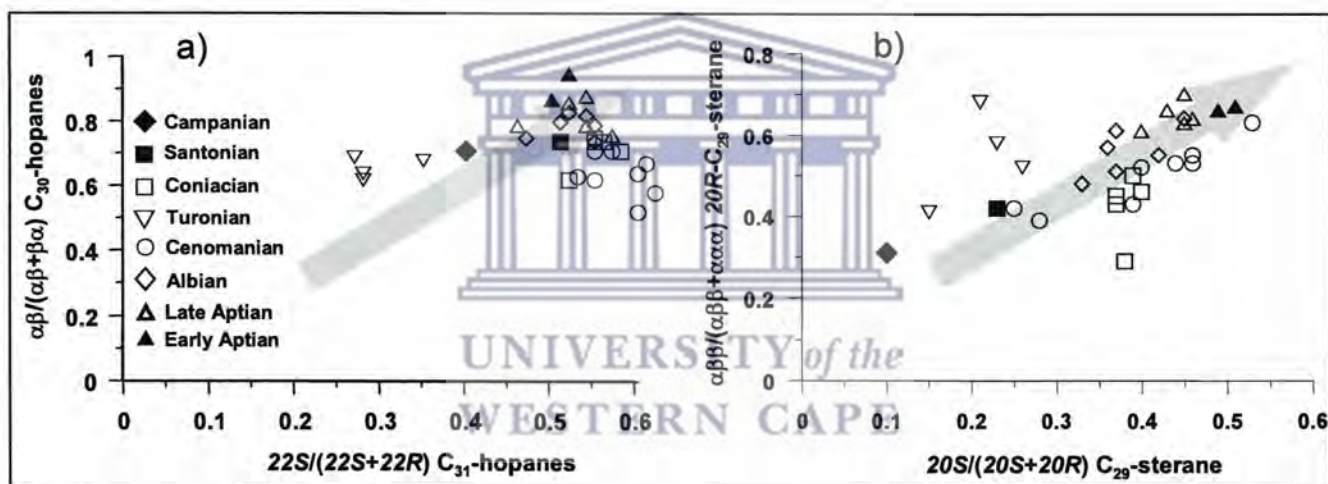 a)
αβ/(αβ+βα) C30-hopanes
1
0.8
0.6
0.4
0.2
0
Campanian
Santonian
Coniacian
Turonian
Cenomanian
Albian
Late Aptian
Early Aptian
0 0.1 0.2 0.3 0.4 0.5 0.6
22S/(22S+22R) C31-hopanes
b)
αββ/(αββ+ααα) 20R-C29-sterane
0.8
0.6
0.4
0.2
0
0.1 0.2 0.3 0.4 0.5 0.6
20S/(20S+20R) C29-sterane
UNIVERSITY of the
WESTERN CAPE